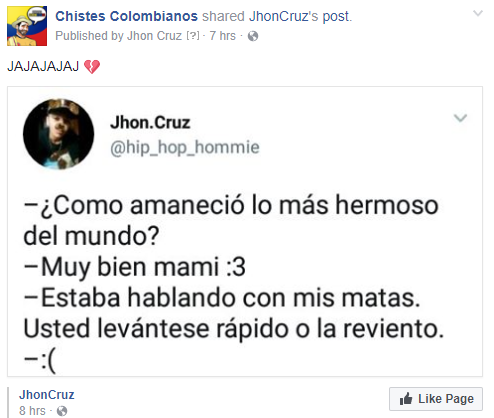 Chistes Colombianos shared JhonCruz's post.
Published by Jhon Cruz [?] · 7 hrs ·
JAJAJAJAJ 💔
Jhon.Cruz
@hip_hop_hommie
–¿Como amaneció lo más hermoso
del mundo?
–Muy bien mami :3
–Estaba hablando con mis matas.
Usted levántese rápido o la reviento.
–:(
JhonCruz
8 hrs ·
Like Page